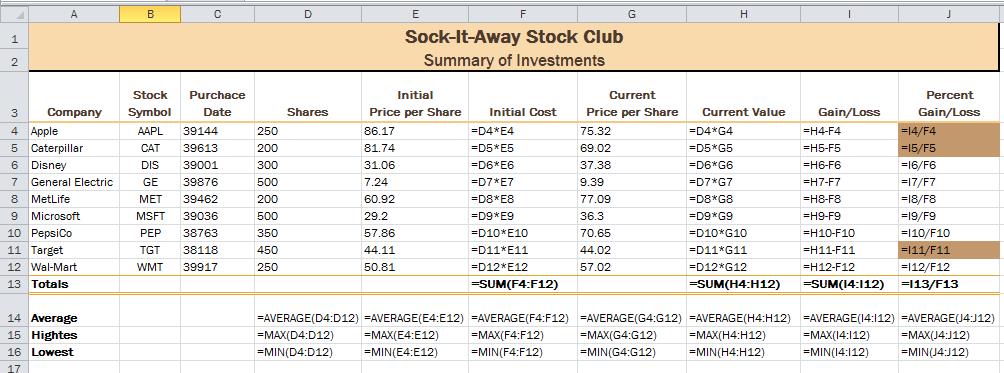 A B C D E F G H I J
1 Sock-It-Away Stock Club
2 Summary of Investments
Stock Purchace Initial Current Percent
3 Company Symbol Date Shares Price per Share Initial Cost Price per Share Current Value Gain/Loss Gain/Loss
4 Apple AAPL 39144 250 86.17 =D4*E4 75.32 =D4*G4 =H4-F4 =I4/F4
5 Caterpillar CAT 39613 200 81.74 =D5*E5 69.02 =D5*G5 =H5-F5 =I5/F5
6 Disney DIS 39001 300 31.06 =D6*E6 37.38 =D6*G6 =H6-F6 =I6/F6
7 General Electric GE 39876 500 7.24 =D7*E7 9.39 =D7*G7 =H7-F7 =I7/F7
8 MetLife MET 39462 200 60.92 =D8*E8 77.09 =D8*G8 =H8-F8 =I8/F8
9 Microsoft MSFT 39036 500 29.2 =D9*E9 36.3 =D9*G9 =H9-F9 =I9/F9
10 PepsiCo PEP 38763 350 57.86 =D10*E10 70.65 =D10*G10 =H10-F10 =I10/F10
11 Target TGT 38118 450 44.11 =D11*E11 44.02 =D11*G11 =H11-F11 =I11/F11
12 Wal-Mart WMT 39917 250 50.81 =D12*E12 57.02 =D12*G12 =H12-F12 =I12/F12
13 Totals =SUM(F4:F12) =SUM(H4:H12) =SUM(I4:I12) =I13/F13
14 Average =AVERAGE(D4:D12) =AVERAGE(E4:E12) =AVERAGE(F4:F12) =AVERAGE(G4:G12) =AVERAGE(H4:H12) =AVERAGE(I4:I12) =AVERAGE(J4:J12)
15 Hightes =MAX(D4:D12) =MAX(E4:E12) =MAX(F4:F12) =MAX(G4:G12) =MAX(H4:H12) =MAX(I4:I12) =MAX(J4:J12)
16 Lowest =MIN(D4:D12) =MIN(E4:E12) =MIN(F4:F12) =MIN(G4:G12) =MIN(H4:H12) =MIN(I4:I12) =MIN(J4:J12)
17